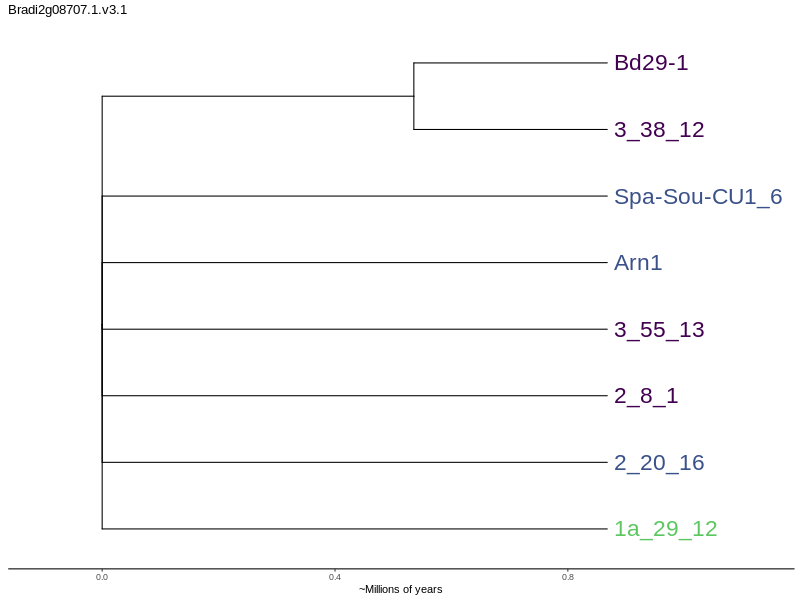 Bradi2g08707.1.v3.1
Bd29-1
3_38_12
Spa-Sou-CU1_6
Arn1
3_55_13
2_8_1
2_20_16
1a_29_12
0.0 0.4 0.8
~Millions of years